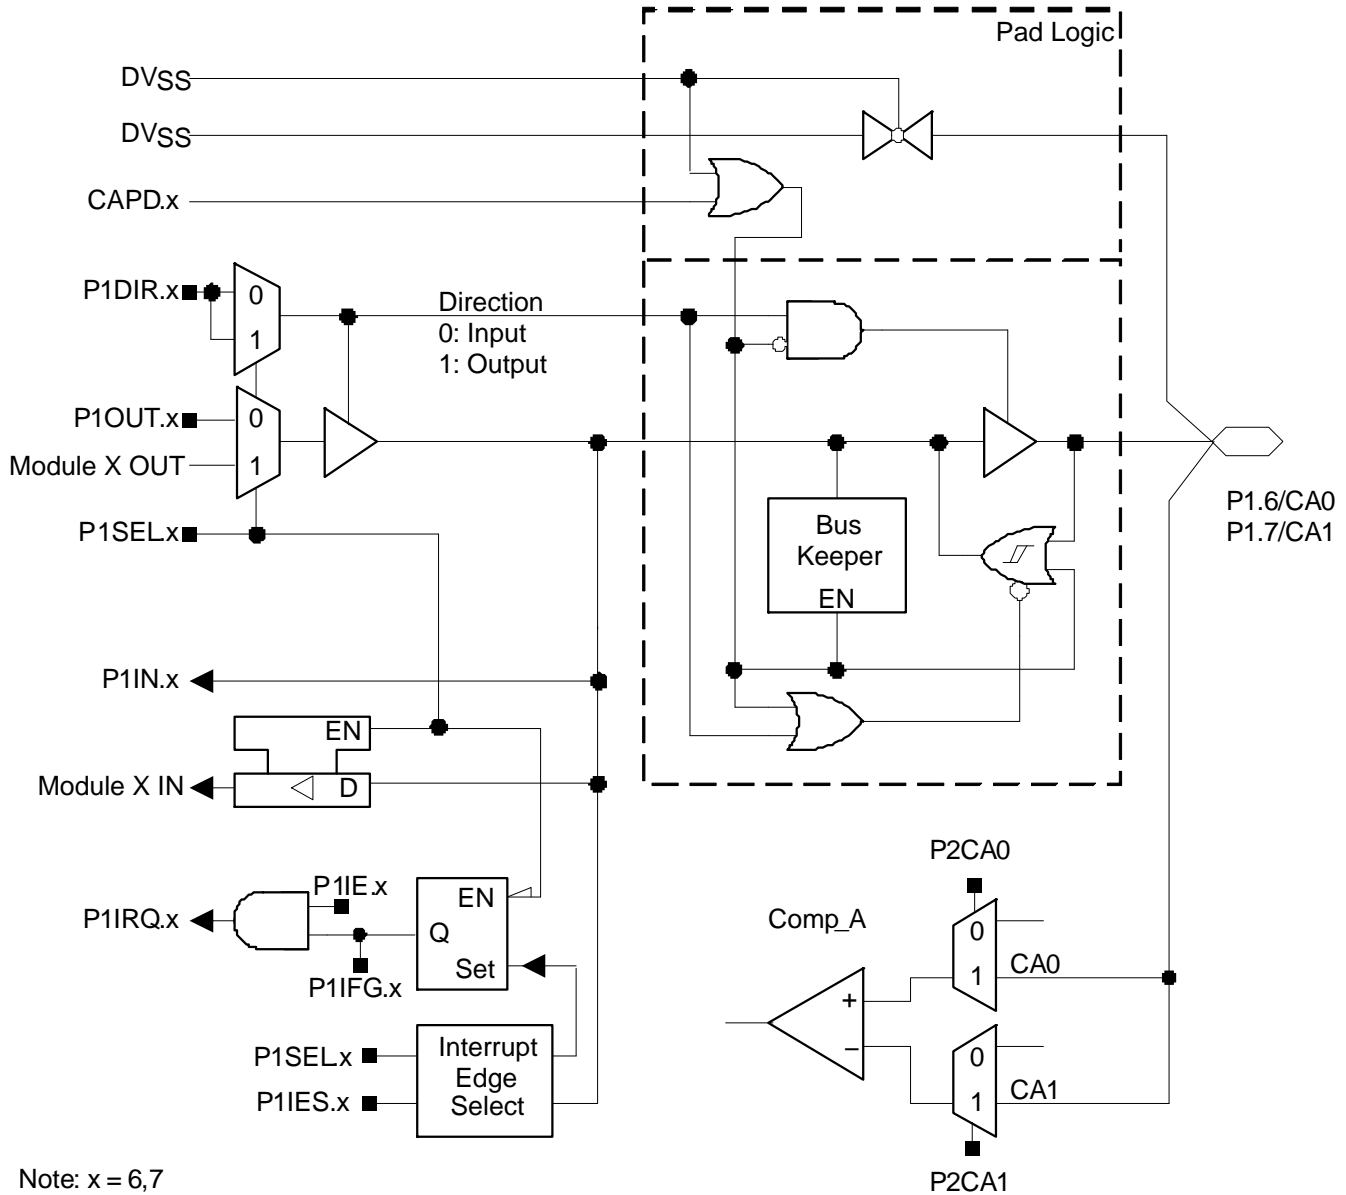 Pad Logic
DVSS
DVSS
CAPD.x
P1DIR.x
0
1
Direction
0: Input
1: Output
P1OUT.x
0
Module X OUT
1
P1SEL.x
Bus
Keeper
EN
P1.6/CA0
P1.7/CA1
P1IN.x
EN
Module X IN
D
P1IE.x
P1IRQ.x
EN
Q
Set
P1IFG.x
P1SEL.x
P1IES.x
Interrupt
Edge
Select
P2CA0
Comp_A
0
1
CA0
+
−
0
1
CA1
P2CA1
Note: x = 6,7